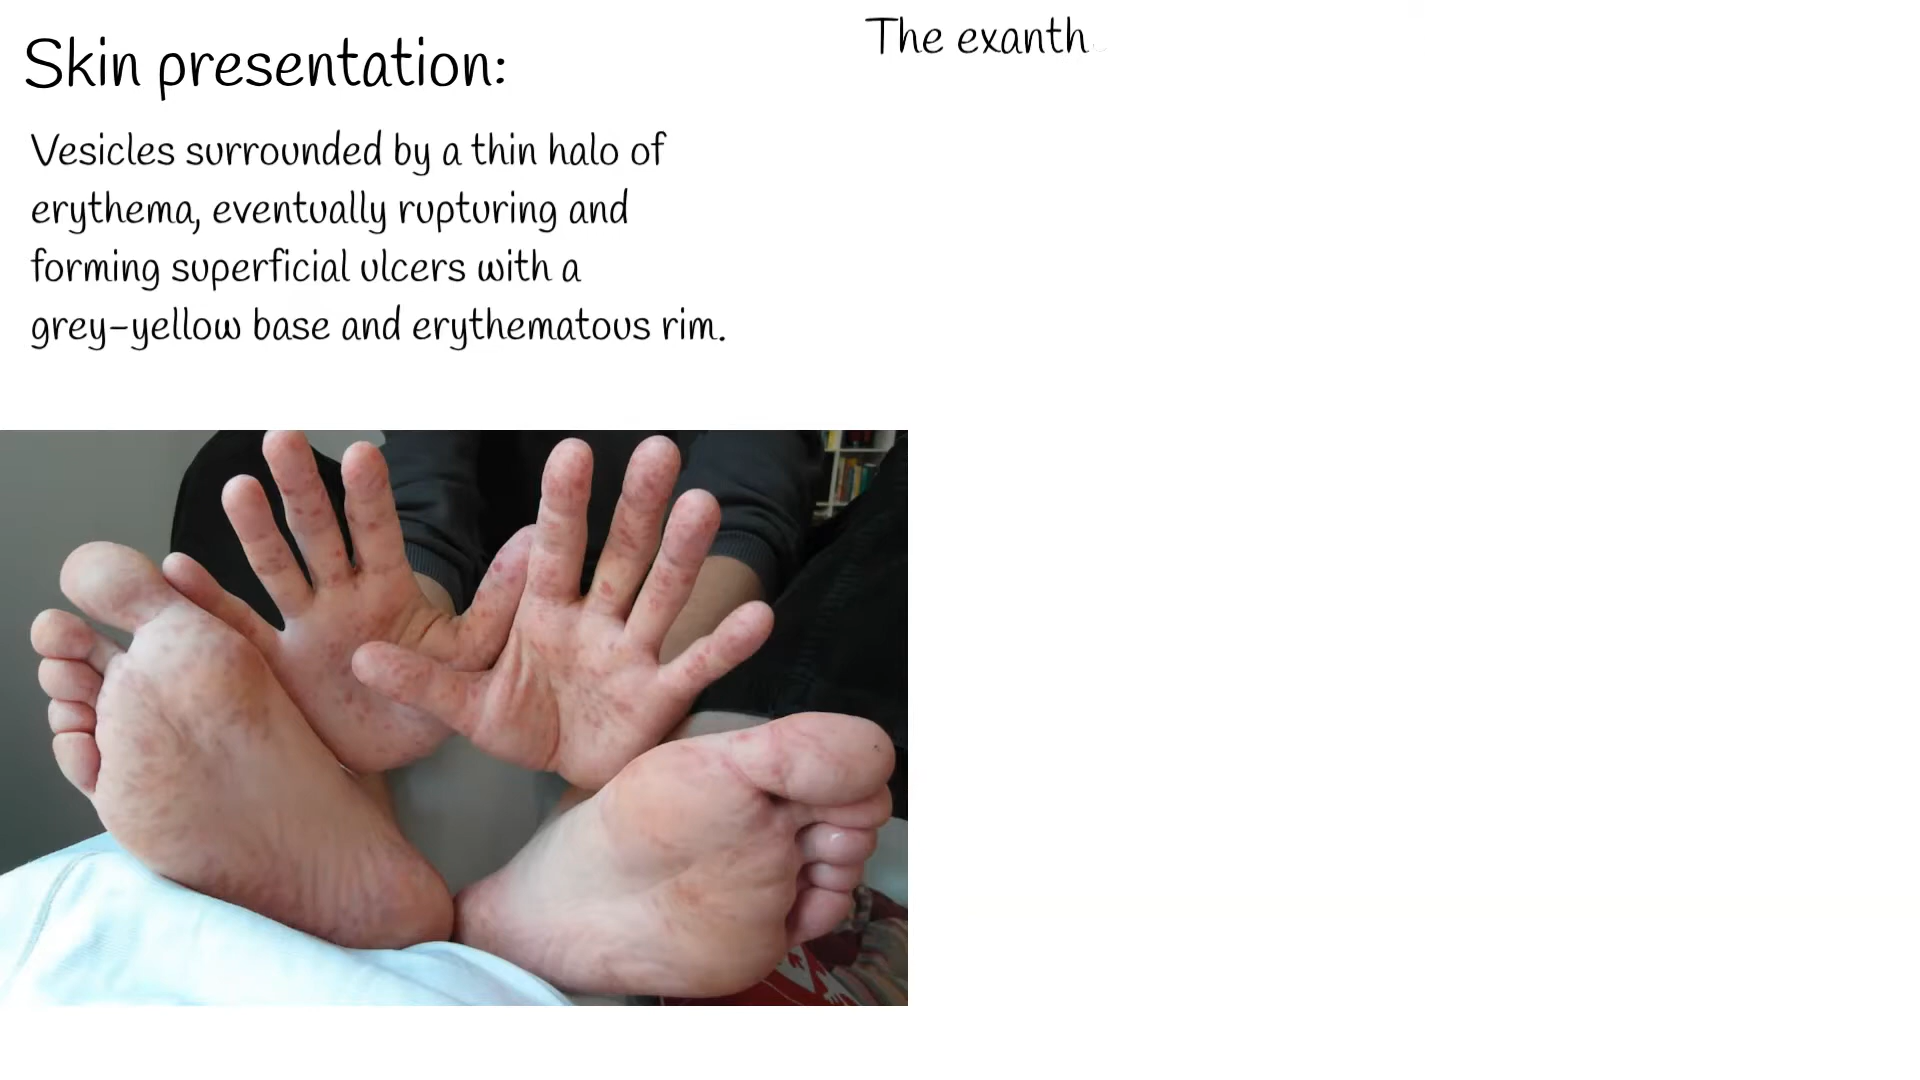 Skin presentation:
Vesicles surrounded by a thin halo of
erythema, eventually rupturing and
forming superficial ulcers with a
grey-yellow base and erythematous rim.
The exanth